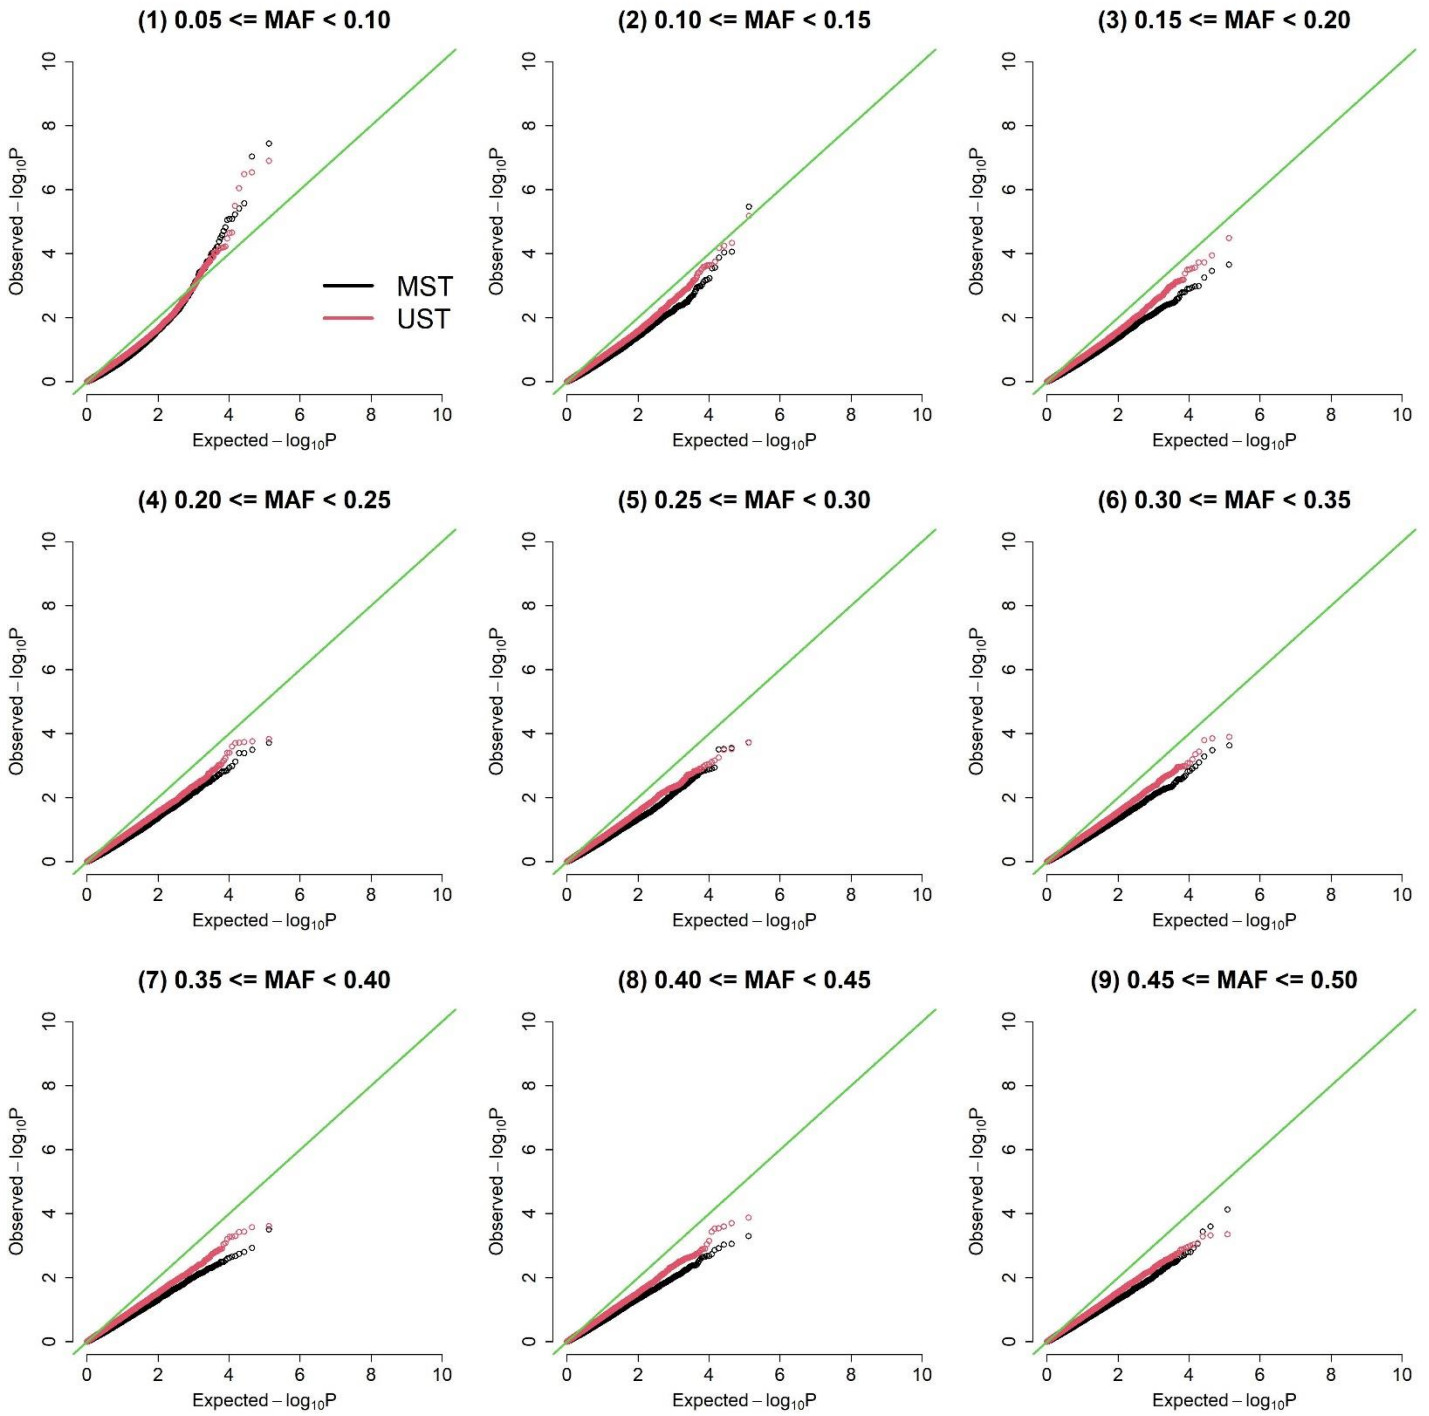 (1) 0.05 <= MAF < 0.10
Observed – log10P
0 2 4 6 8 10
MST
UST
0 2 4 6 8 10
Expected – log10P
(2) 0.10 <= MAF < 0.15
Observed – log10P
0 2 4 6 8 10
0 2 4 6 8 10
Expected – log10P
(3) 0.15 <= MAF < 0.20
Observed – log10P
0 2 4 6 8 10
0 2 4 6 8 10
Expected – log10P
(4) 0.20 <= MAF < 0.25
Observed – log10P
0 2 4 6 8 10
0 2 4 6 8 10
Expected – log10P
(5) 0.25 <= MAF < 0.30
Observed – log10P
0 2 4 6 8 10
0 2 4 6 8 10
Expected – log10P
(6) 0.30 <= MAF < 0.35
Observed – log10P
0 2 4 6 8 10
0 2 4 6 8 10
Expected – log10P
(7) 0.35 <= MAF < 0.40
Observed – log10P
0 2 4 6 8 10
0 2 4 6 8 10
Expected – log10P
(8) 0.40 <= MAF < 0.45
Observed – log10P
0 2 4 6 8 10
0 2 4 6 8 10
Expected – log10P
(9) 0.45 <= MAF <= 0.50
Observed – log10P
0 2 4 6 8 10
0 2 4 6 8 10
Expected – log10P